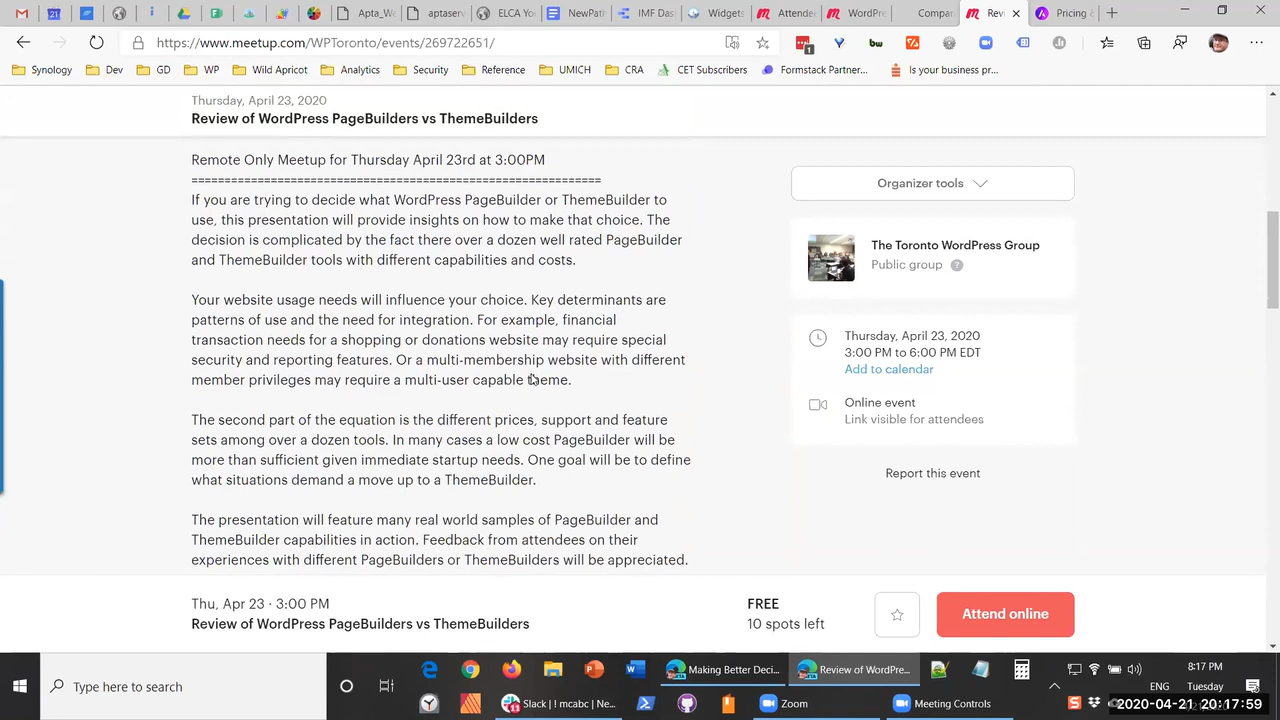 Apta_We
aptasen
ELCA Yo
NewPath
IMF Das
Widgets
Attende
WordPre
Compar
Revi
Pricing &
https://www.meetup.com/WPToronto/events/269722651/
Synology
Dev
GD
WP
Wild Apricot
Analytics
Security
Reference
UMICH
CRA
CET Subscribers
Formstack Partner...
Is your business pr...
Thursday, April 23, 2020
Review of WordPress PageBuilders vs ThemeBuilders
Remote Only Meetup for Thursday April 23rd at 3:00PM
==============================================================
If you are trying to decide what WordPress PageBuilder or ThemeBuilder to
use, this presentation will provide insights on how to make that choice. The
decision is complicated by the fact there over a dozen well rated PageBuilder
and ThemeBuilder tools with different capabilities and costs.
Your website usage needs will influence your choice. Key determinants are
patterns of use and the need for integration. For example, financial
transaction needs for a shopping or donations website may require special
security and reporting features. Or a multi-membership website with different
member privileges may require a multi-user capable theme.
The second part of the equation is the different prices, support and feature
sets among over a dozen tools. In many cases a low cost PageBuilder will be
more than sufficient given immediate startup needs. One goal will be to define
what situations demand a move up to a ThemeBuilder.
The presentation will feature many real world samples of PageBuilder and
ThemeBuilder capabilities in action. Feedback from attendees on their
experiences with different PageBuilders or ThemeBuilders will be appreciated.
Organizer tools
The Toronto WordPress Group
Public group ?
Thursday, April 23, 2020
3:00 PM to 6:00 PM EDT
Add to calendar
Online event
Link visible for attendees
Report this event
Thu, Apr 23 · 3:00 PM
Review of WordPress PageBuilders vs ThemeBuilders
FREE
10 spots left
Attend online
Type here to search
Making Better Deci...
Review of WordPre...
Slack | ! mcabc | Ne...
Zoom
Meeting Controls
ENG
8:17 PM
Tuesday
2020-04-21 20:17:59